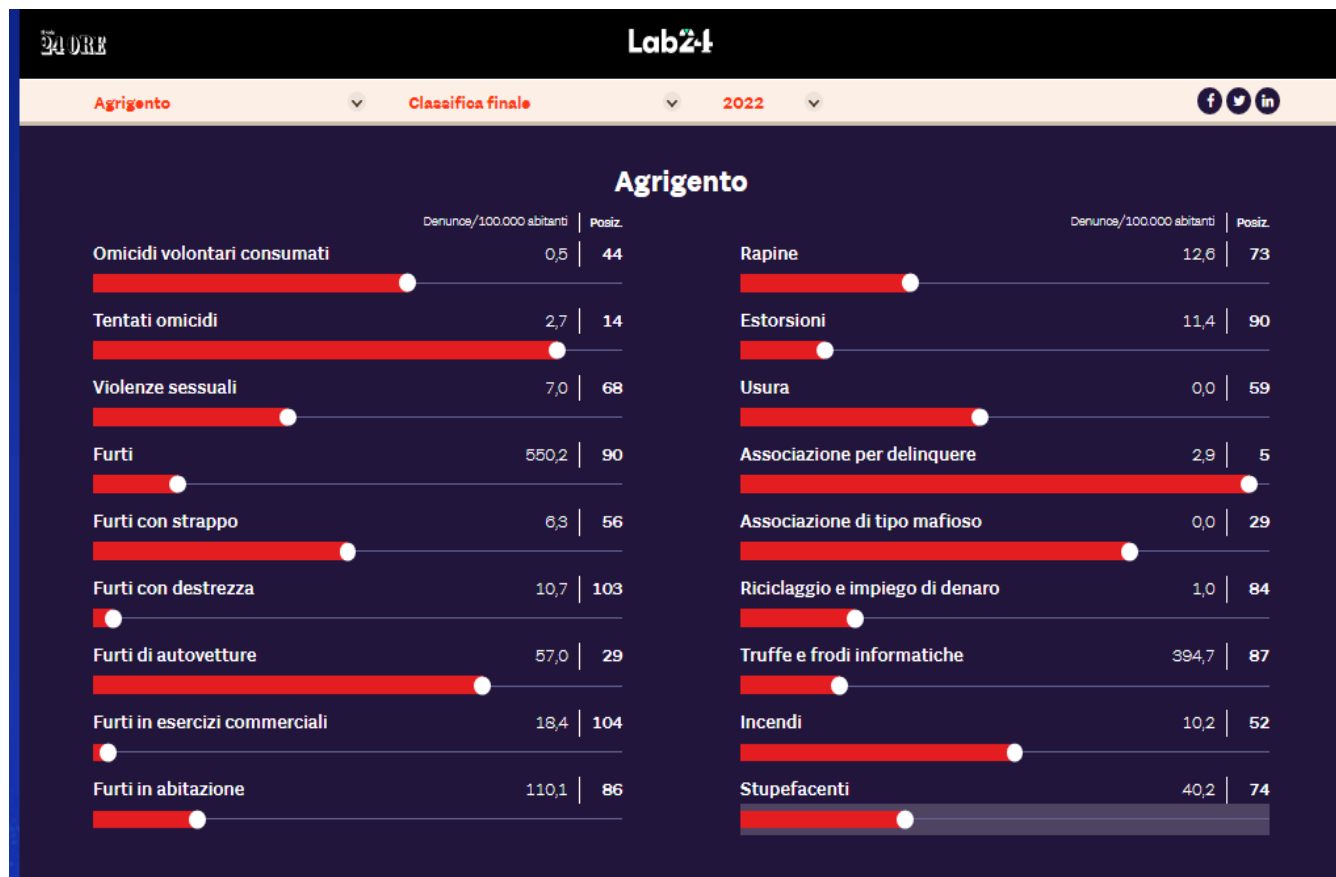 24 ORE
Lab24
Agrigento Classifica finale 2022
Agrigento
Denunce/100.000 abitanti Posiz.
Omicidi volontari consumati 0,5 44
Tentati omicidi 2,7 14
Violenze sessuali 7,0 68
Furti 550,2 90
Furti con strappo 6,3 56
Furti con destrezza 10,7 103
Furti di autovetture 57,0 29
Furti in esercizi commerciali 18,4 104
Furti in abitazione 110,1 86
Denunce/100.000 abitanti Posiz.
Rapine 12,6 73
Estorsioni 11,4 90
Usura 0,0 59
Associazione per delinquere 2,9 5
Associazione di tipo mafioso 0,0 29
Riciclaggio e impiego di denaro 1,0 84
Truffe e frodi informatiche 394,7 87
Incendi 10,2 52
Stupefacenti 40,2 74